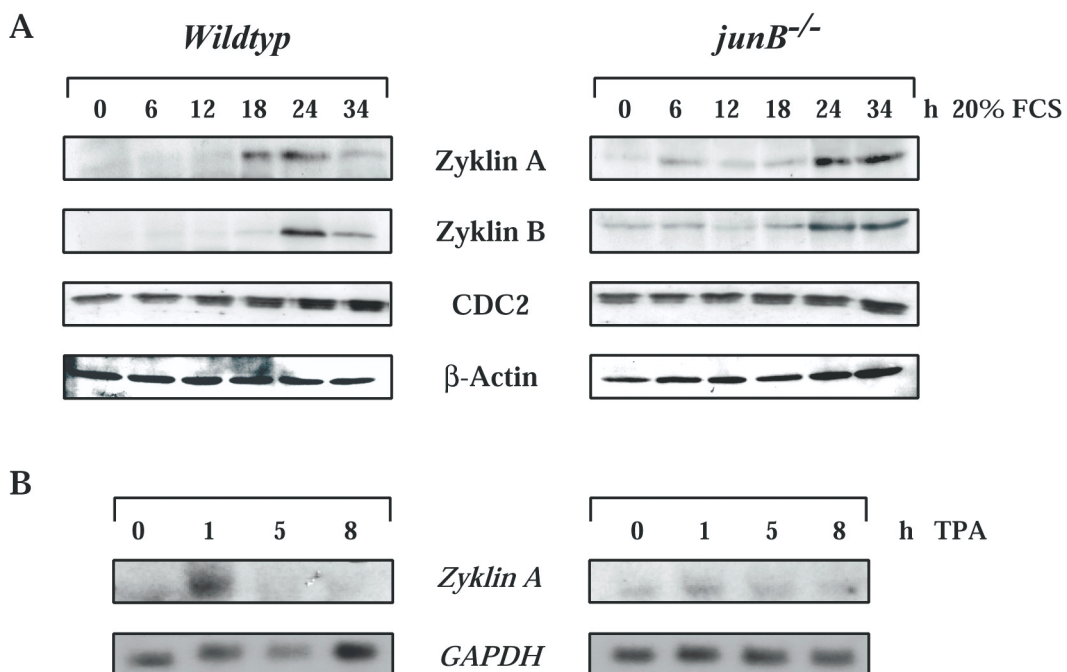 A
Wildtyp junB-/-
0 6 12 18 24 34 0 6 12 18 24 34 h 20% FCS
Zyklin A
Zyklin B
CDC2
β-Actin
B
0 1 5 8 0 1 5 8 h TPA
Zyklin A
GAPDH